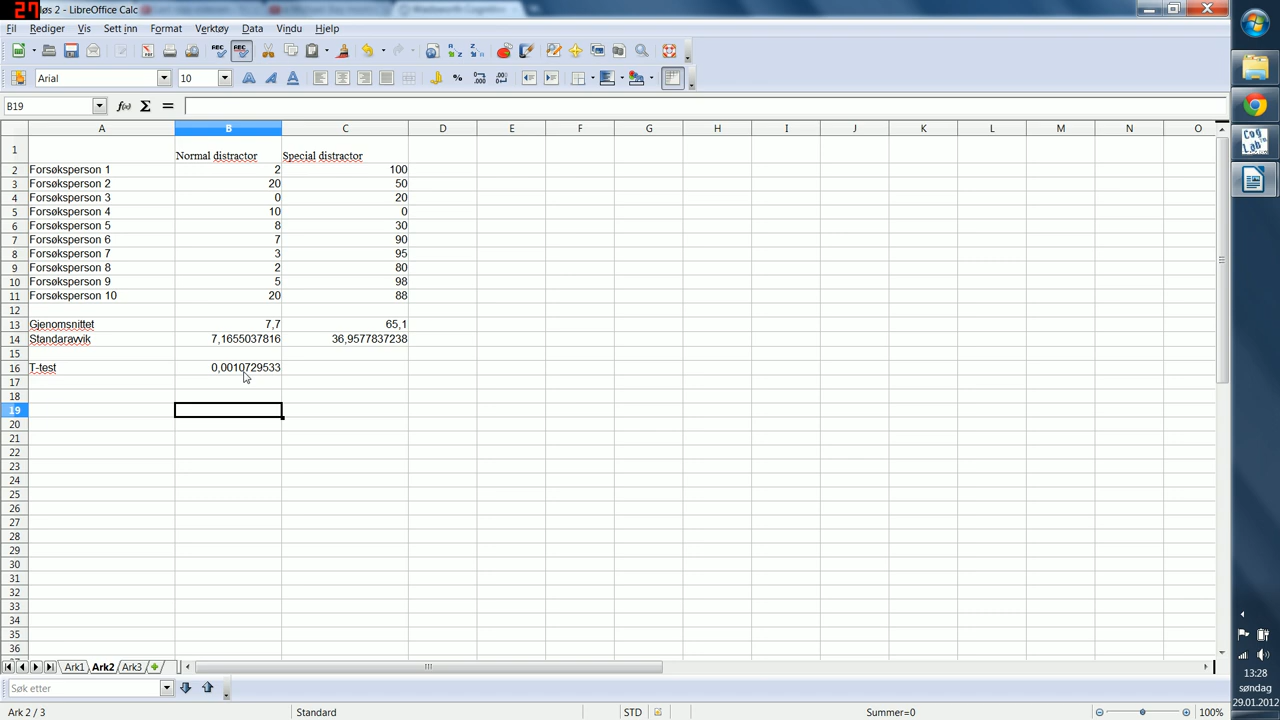 27
øs 2 - LibreOffice Calc
Fil Rediger Vis Sett inn Format Verktøy Data Vindu Hjelp
Arial 10
B19
A B C D E F G H I J K L M N O
1 Normal distractor Special distractor
2 Forsøksperson 1 2 100
3 Forsøksperson 2 20 50
4 Forsøksperson 3 0 20
5 Forsøksperson 4 10 0
6 Forsøksperson 5 8 30
7 Forsøksperson 6 7 90
8 Forsøksperson 7 3 95
9 Forsøksperson 8 2 80
10 Forsøksperson 9 5 98
11 Forsøksperson 10 20 88
12
13 Gjenomsnittet 7,7 65,1
14 Standaravvik 7,1655037816 36,9577837238
15
16 T-test 0,0010729533
17
18
19
20
21
22
23
24
25
26
27
28
29
30
31
32
33
34
35
36
Ark1 Ark2 Ark3
Søk etter
Ark 2 / 3 Standard STD Summer=0 100%
Cog
Lab
13:28
søndag
29.01.2012